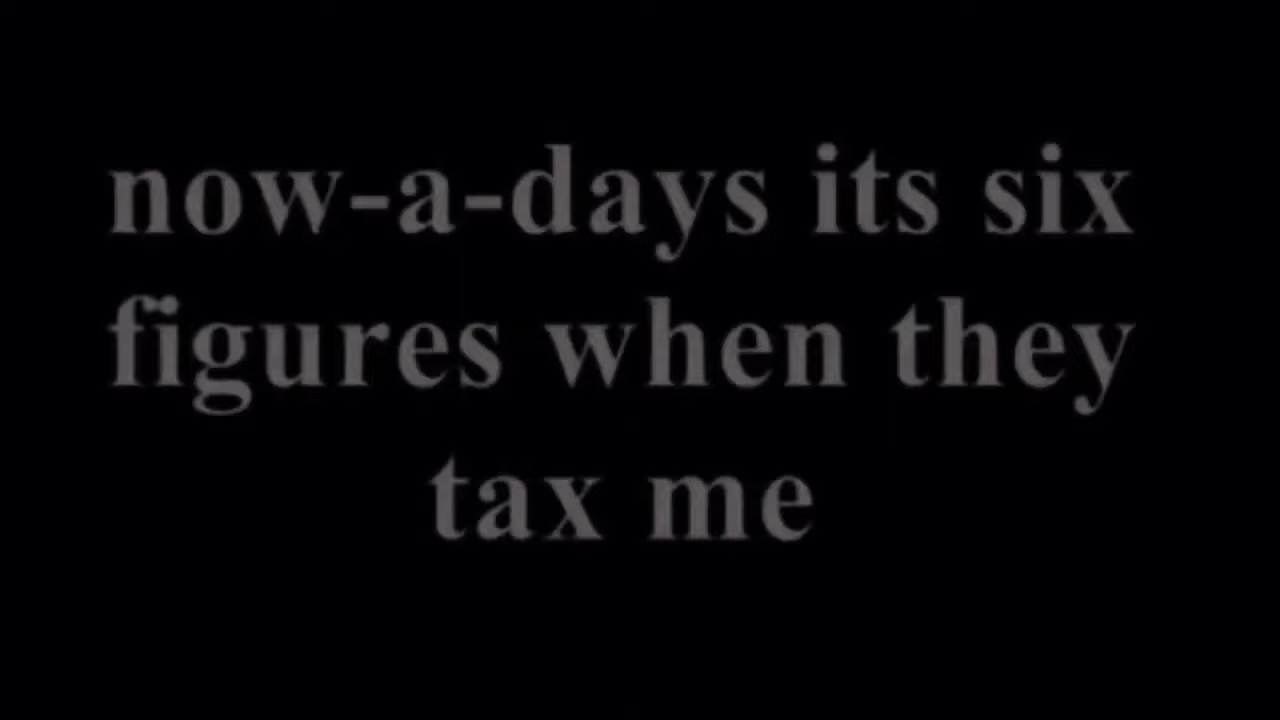 now-a-days its six
figures when they
tax me